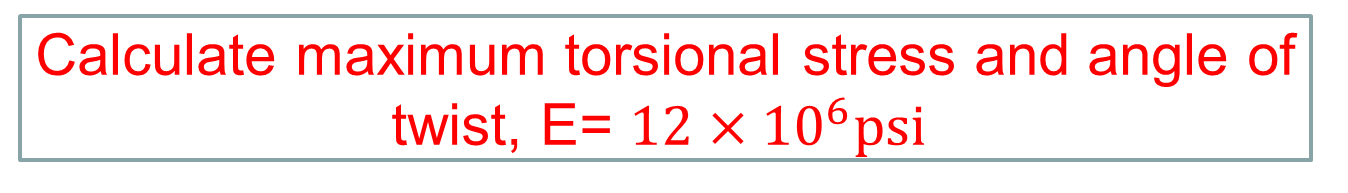 Calculate maximum torsional stress and angle of
twist, E= 12 × 10⁶psi